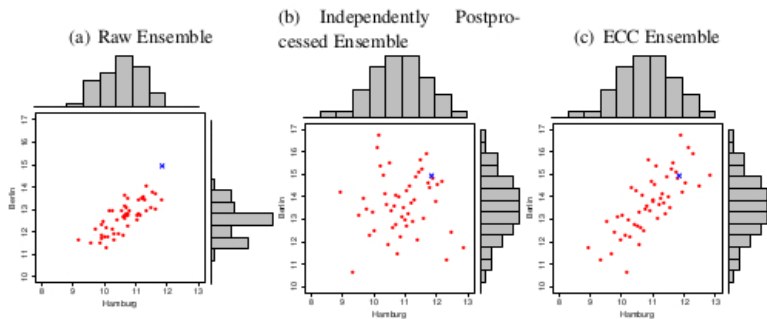 (a) Raw Ensemble
(b) Independently Postpro-
cessed Ensemble
(c) ECC Ensemble
17
16
15
14
13
12
11
10
Berlin
8 9 10 11 12 13
Hamburg
17
16
15
14
13
12
11
10
Berlin
8 9 10 11 12 13
Hamburg
17
16
15
14
13
12
11
10
Berlin
8 9 10 11 12 13
Hamburg